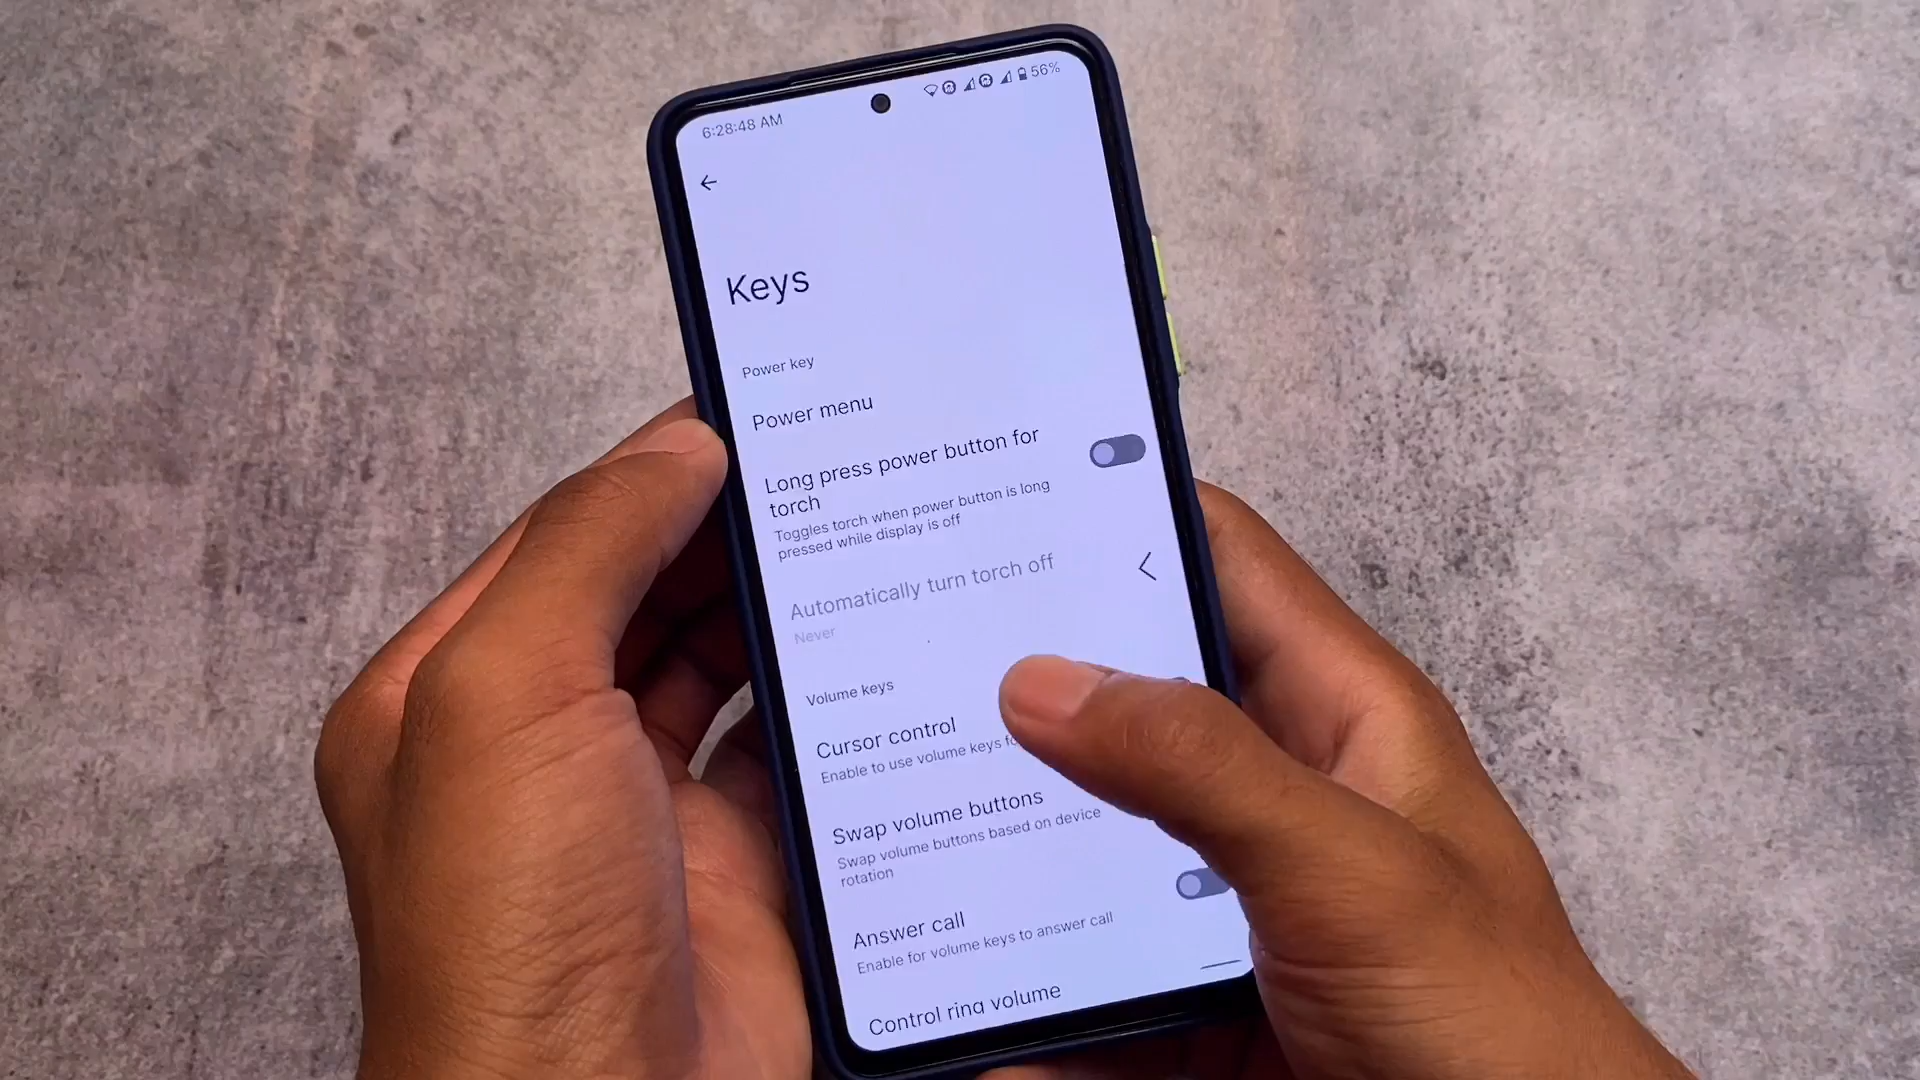 6:28:48 AM
56%
Keys
Power key
Power menu
Long press power button for
torch
Toggles torch when power button is long
pressed while display is off
Automatically turn torch off
Never
Volume keys
Cursor control
Enable to use volume keys
Swap volume buttons
Swap volume buttons based on device
rotation
Answer call
Enable for volume keys to answer call
Control ring volume